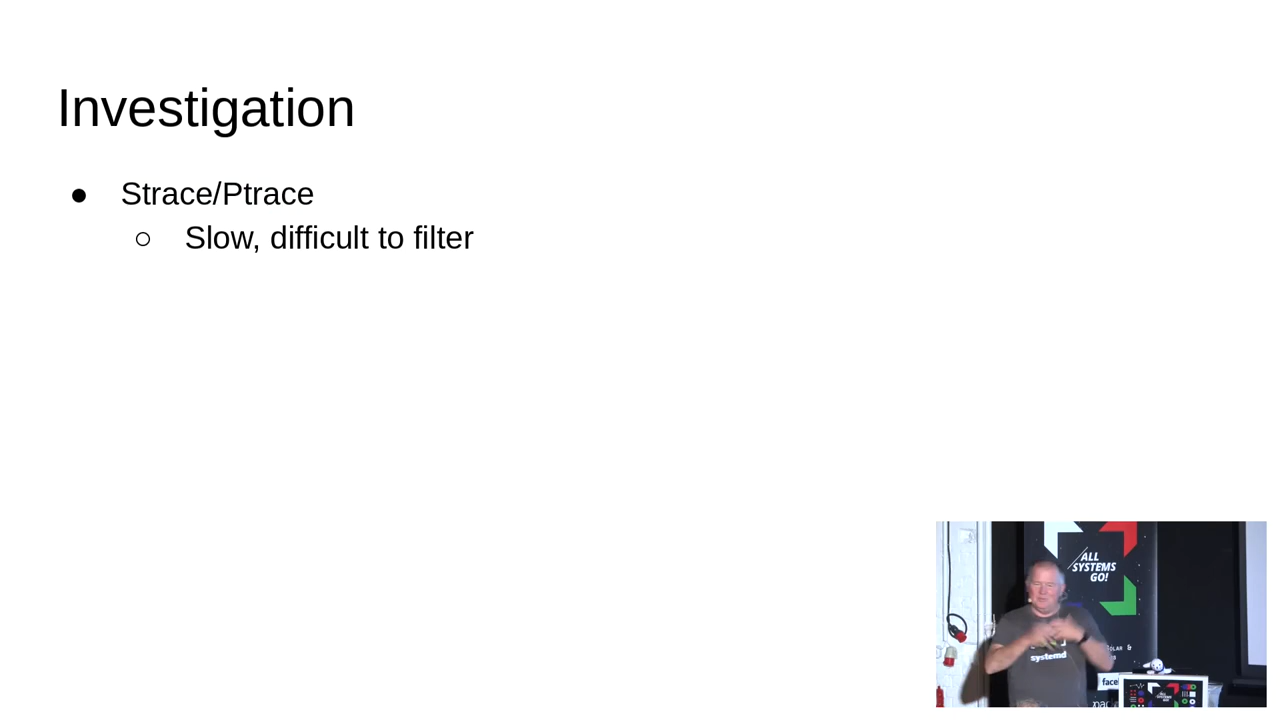 Investigation
● Strace/Ptrace
○ Slow, difficult to filter
ALL
SYSTEMS
GO!
systemd